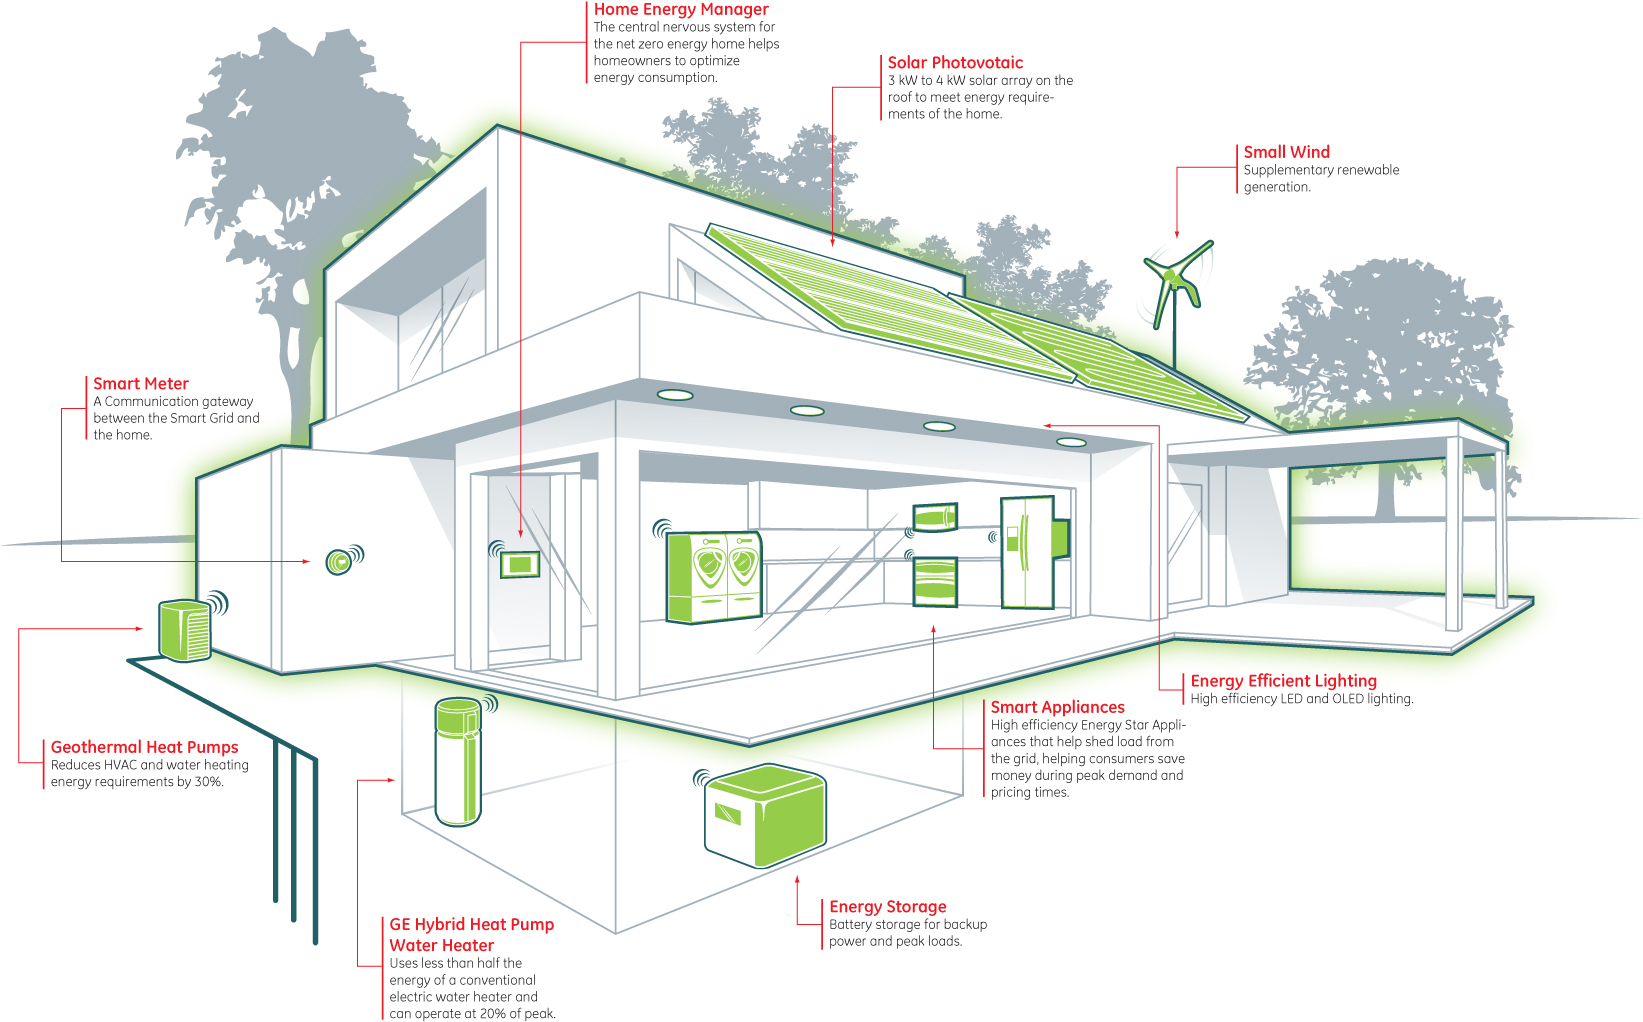 Home Energy Manager
The central nervous system for
the net zero energy home helps
homeowners to optimize
energy consumption.
Solar Photovotaic
3 kW to 4 kW solar array on the
roof to meet energy require-
ments of the home.
Small Wind
Supplementary renewable
generation.
Smart Meter
A Communication gateway
between the Smart Grid and
the home.
Energy Efficient Lighting
High efficiency LED and OLED lighting.
Smart Appliances
High efficiency Energy Star Appli-
ances that help shed load from
the grid, helping consumers save
money during peak demand and
pricing times.
Geothermal Heat Pumps
Reduces HVAC and water heating
energy requirements by 30%.
Energy Storage
Battery storage for backup
power and peak loads.
GE Hybrid Heat Pump
Water Heater
Uses less than half the
energy of a conventional
electric water heater and
can operate at 20% of peak.